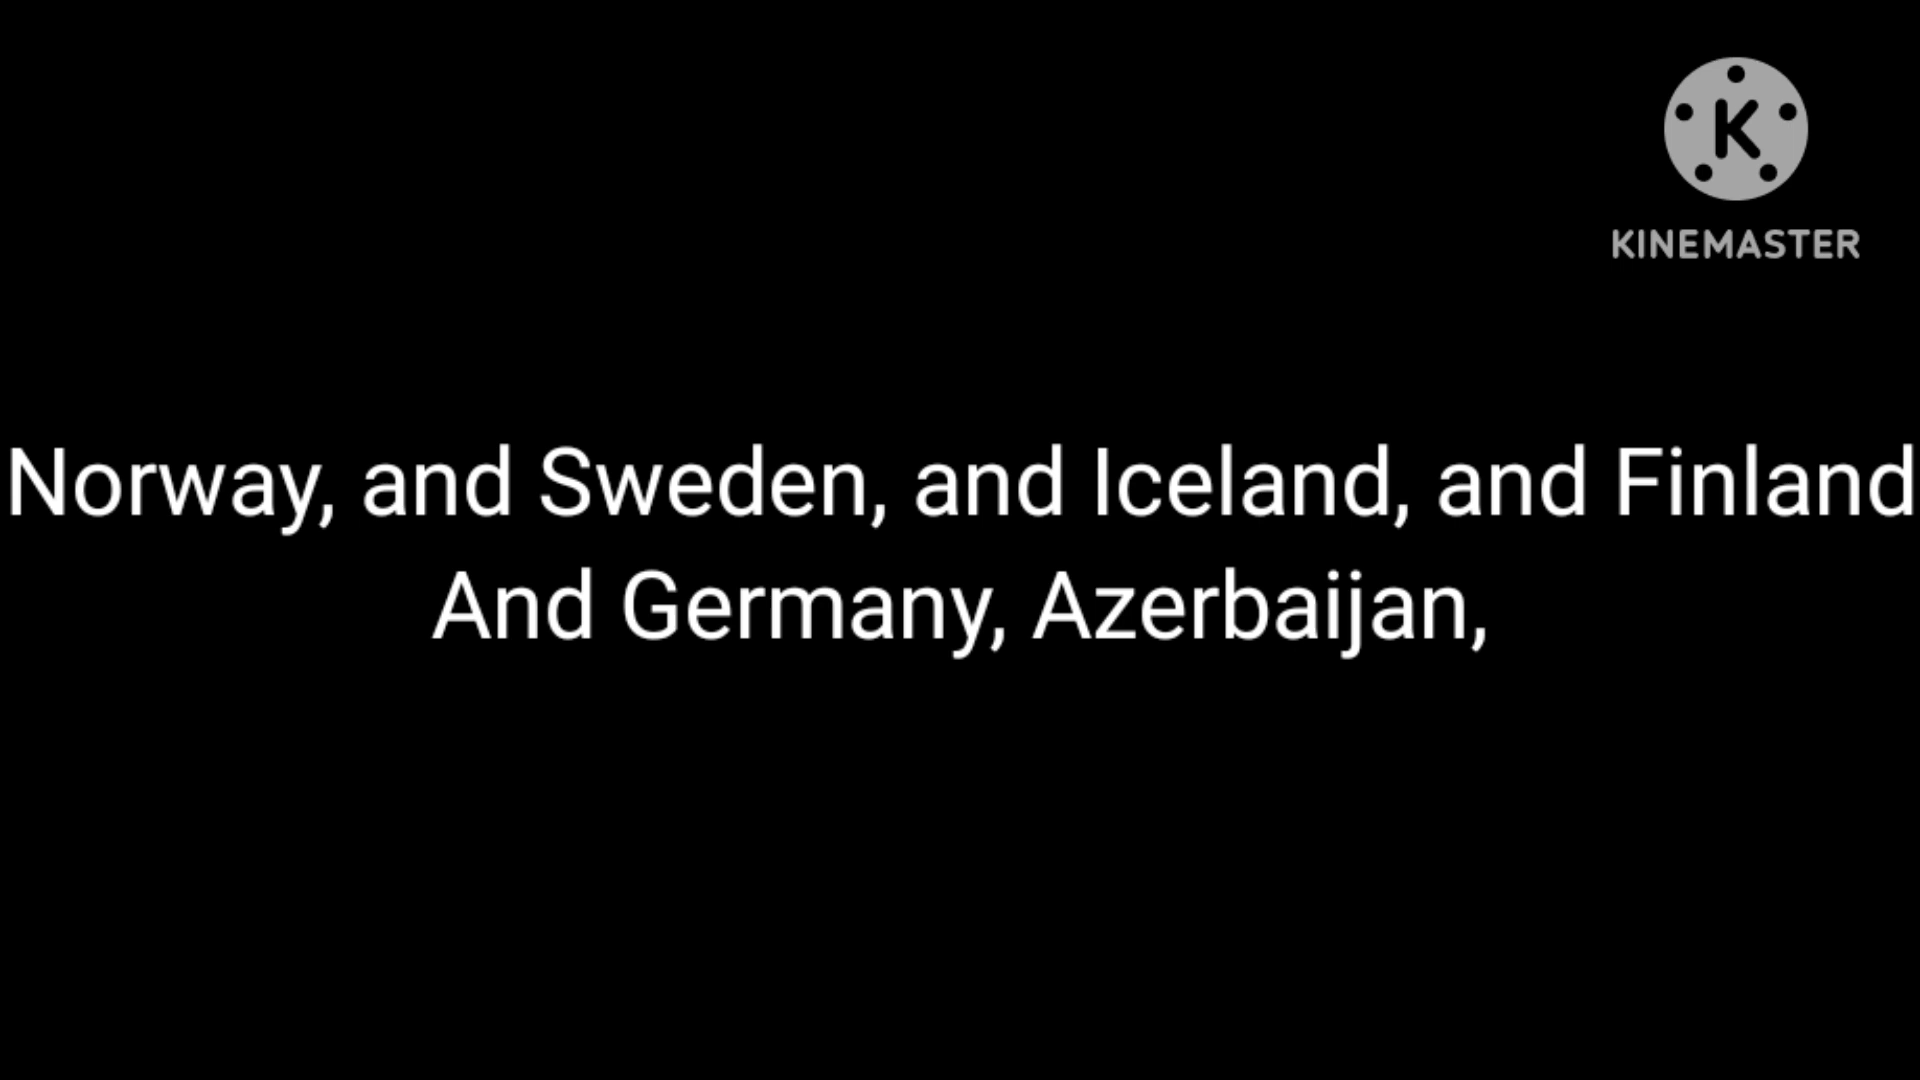 K
KINEMASTER
Norway, and Sweden, and Iceland, and Finland
And Germany, Azerbaijan,